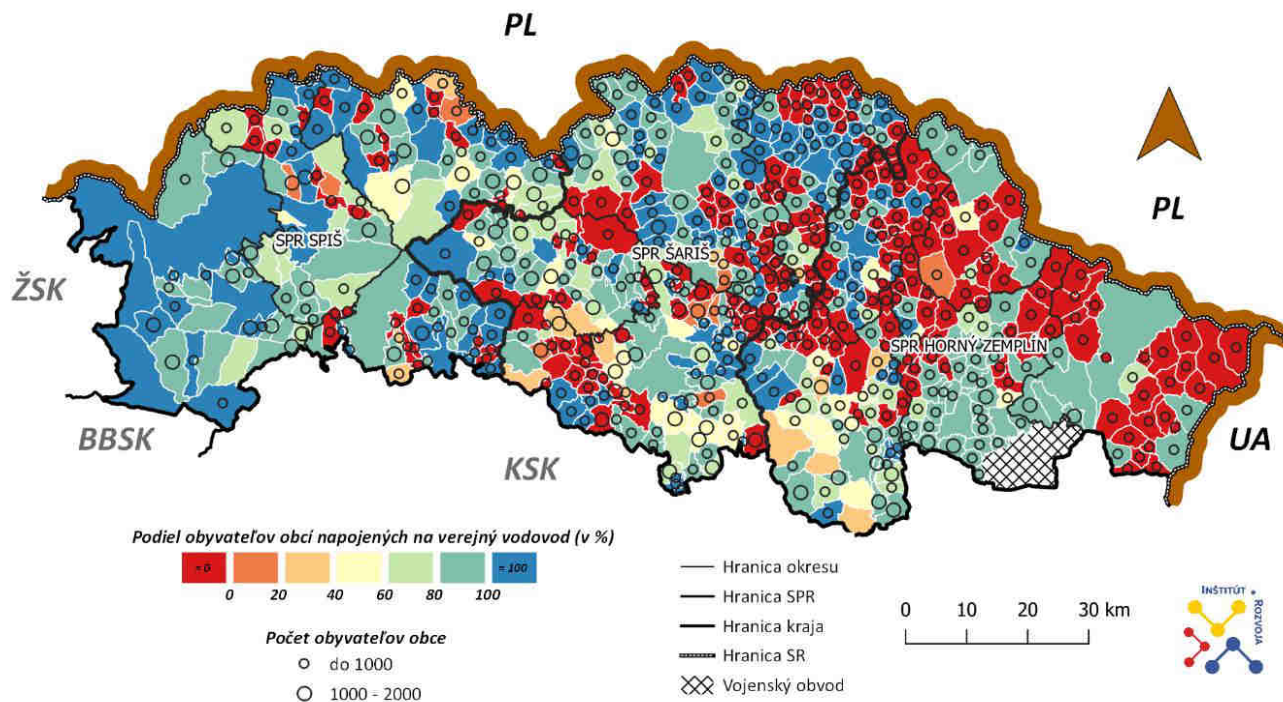 PL
PL
SPR SPIŠ
SPR ŠARIŠ
ŽSK
SPR HORNÝ ZEMPLÍN
BBSK
KSK
UA
Podiel obyvateľov obcí napojených na verejný vodovod (v %)
= 0
= 100
0 20 40 60 80 100
Počet obyvateľov obce
do 1000
1000 - 2000
Hranica okresu
Hranica SPR
Hranica kraja
Hranica SR
Vojenský obvod
0 10 20 30 km
INŠTITÚT
ROZVOJA